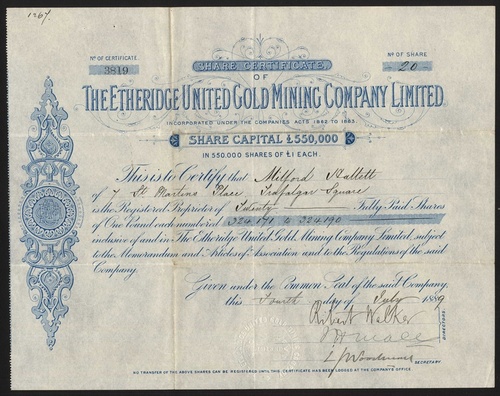 1267.
Nº OF CERTIFICATE.
3819
SHARE CERTIFICATE
Nº OF SHARE
20
OF
THE ETHERIDGE UNITED GOLD MINING COMPANY LIMITED.
INCORPORATED UNDER THE COMPANIES ACTS 1862 TO 1883.
SHARE CAPITAL £550,000
IN 550,000 SHARES OF £1 EACH.
This is to Certify that Milford Hallett
of 7 St. Martins Place Trafalgar Square
is the Registered Proprietor of Twenty Fully Paid Shares
of One Pound each numbered 324171 to 324190
inclusive of and in The Etheridge United Gold Mining Company Limited, subject
to the Memorandum and Articles of Association and to the Regulations of the said
Company.
Given under the Common Seal of the said Company,
this Fourth day of July 1889
Robert Walker
DIRECTORS.
SECRETARY
NO TRANSFER OF THE ABOVE SHARES CAN BE REGISTERED UNTIL THIS CERTIFICATE HAS BEEN LODGED AT THE COMPANY'S OFFICE